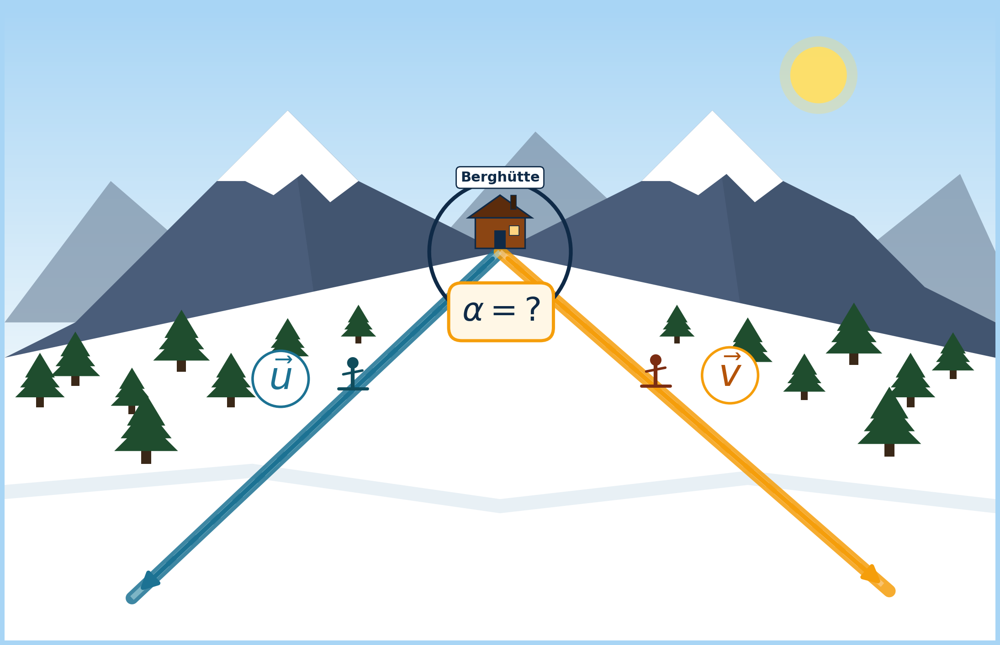 Berghütte
α = ?
u⃗
v⃗